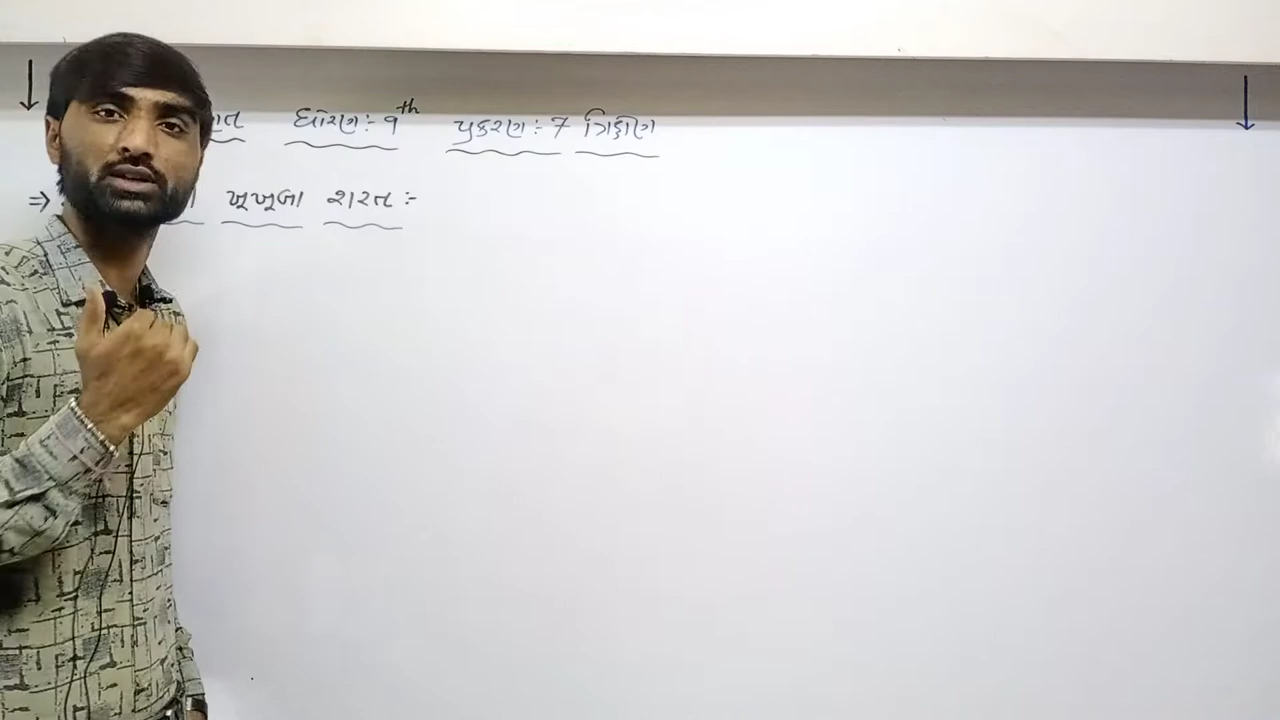 ધોરણ: 9th પ્રકરણ :- 7 ત્રિકોણ
⇒ ખૂખૂબા શરત :-